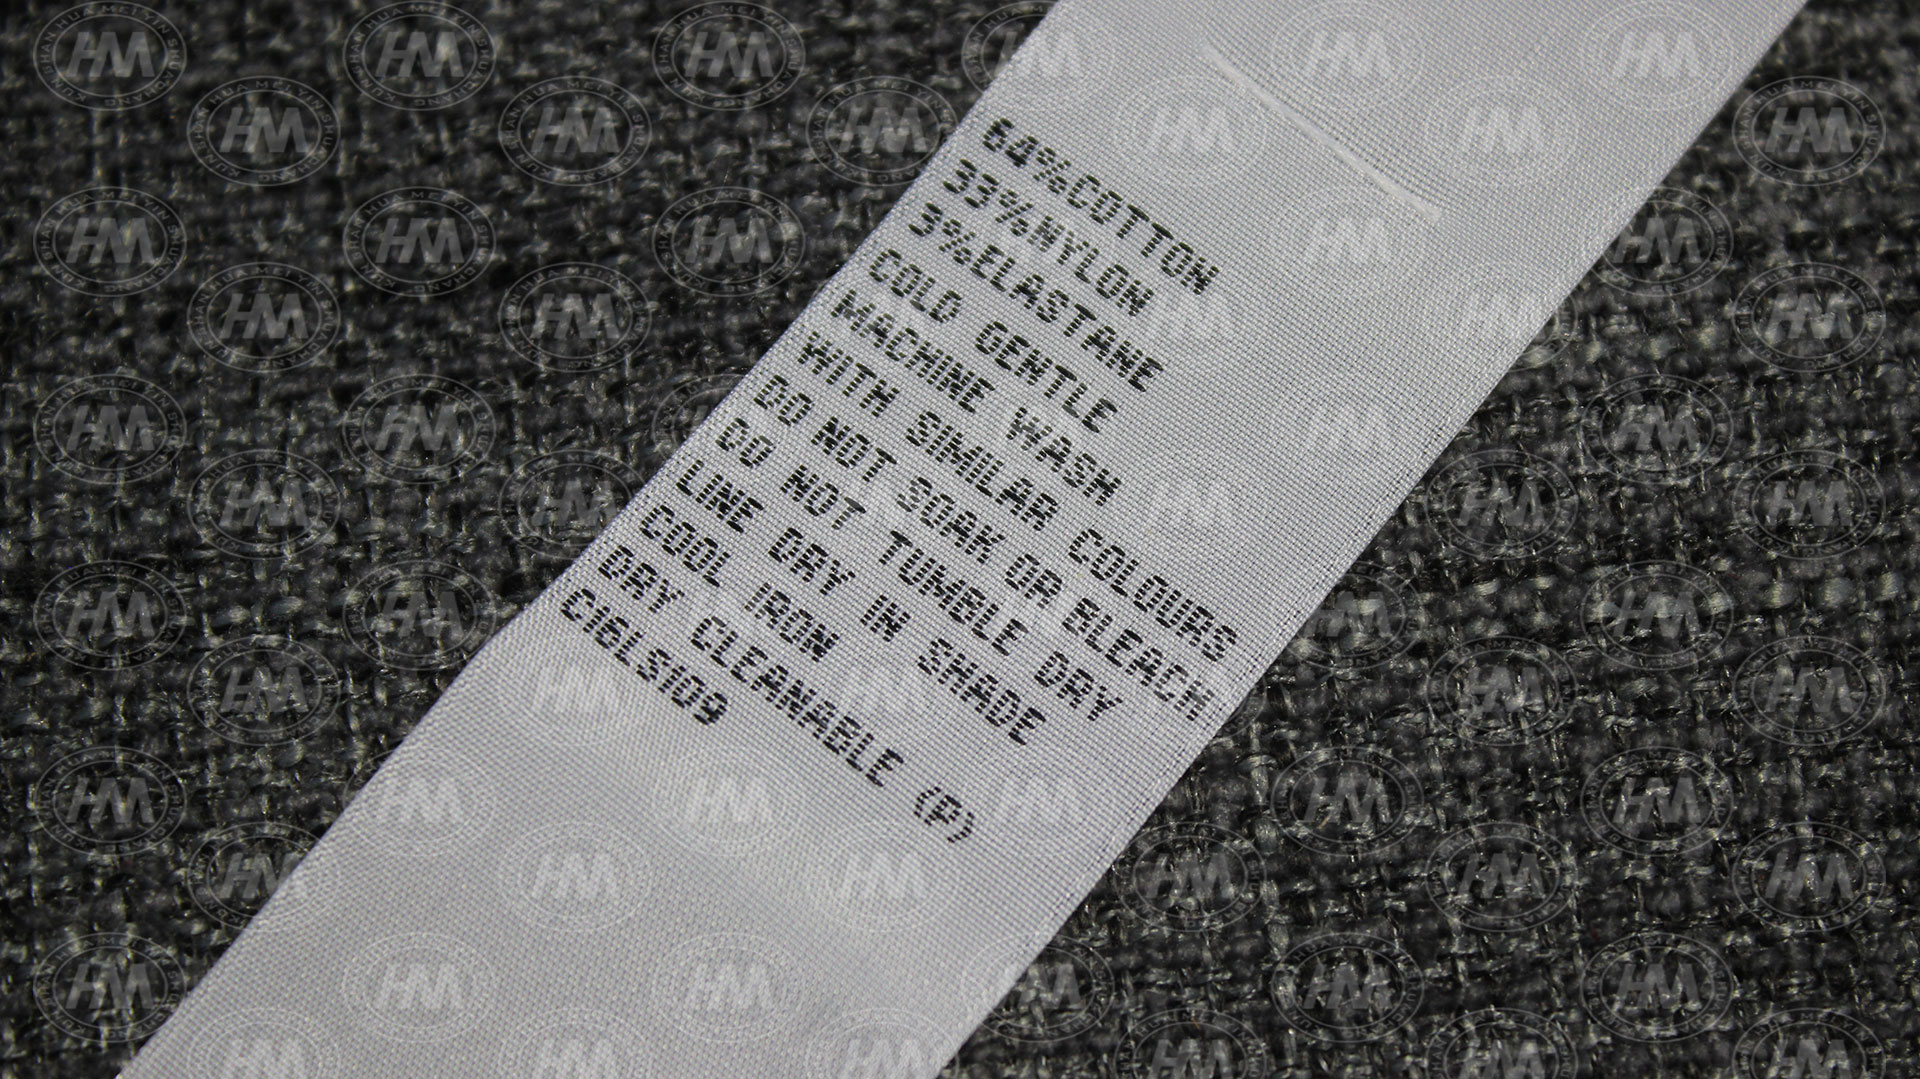 64%COTTON
33%NYLON
3%ELASTANE
COLD GENTLE
MACHINE WASH
WITH SIMILAR COLOURS
DO NOT SOAK OR BLEACH
DO NOT TUMBLE DRY
LINE DRY IN SHADE
COOL IRON
DRY CLEANABLE (P)
C16LS109
HM